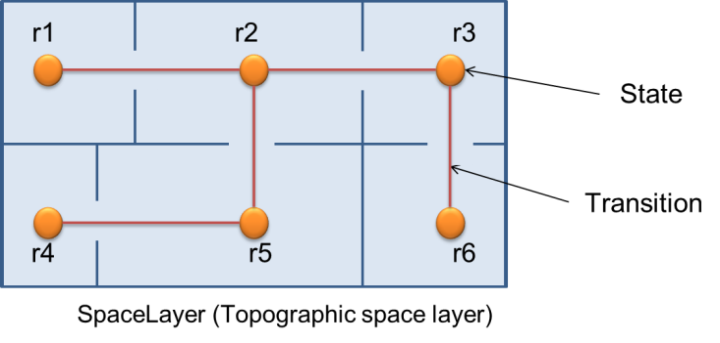 r1 r2 r3
State
Transition
r4 r5 r6
SpaceLayer (Topographic space layer)